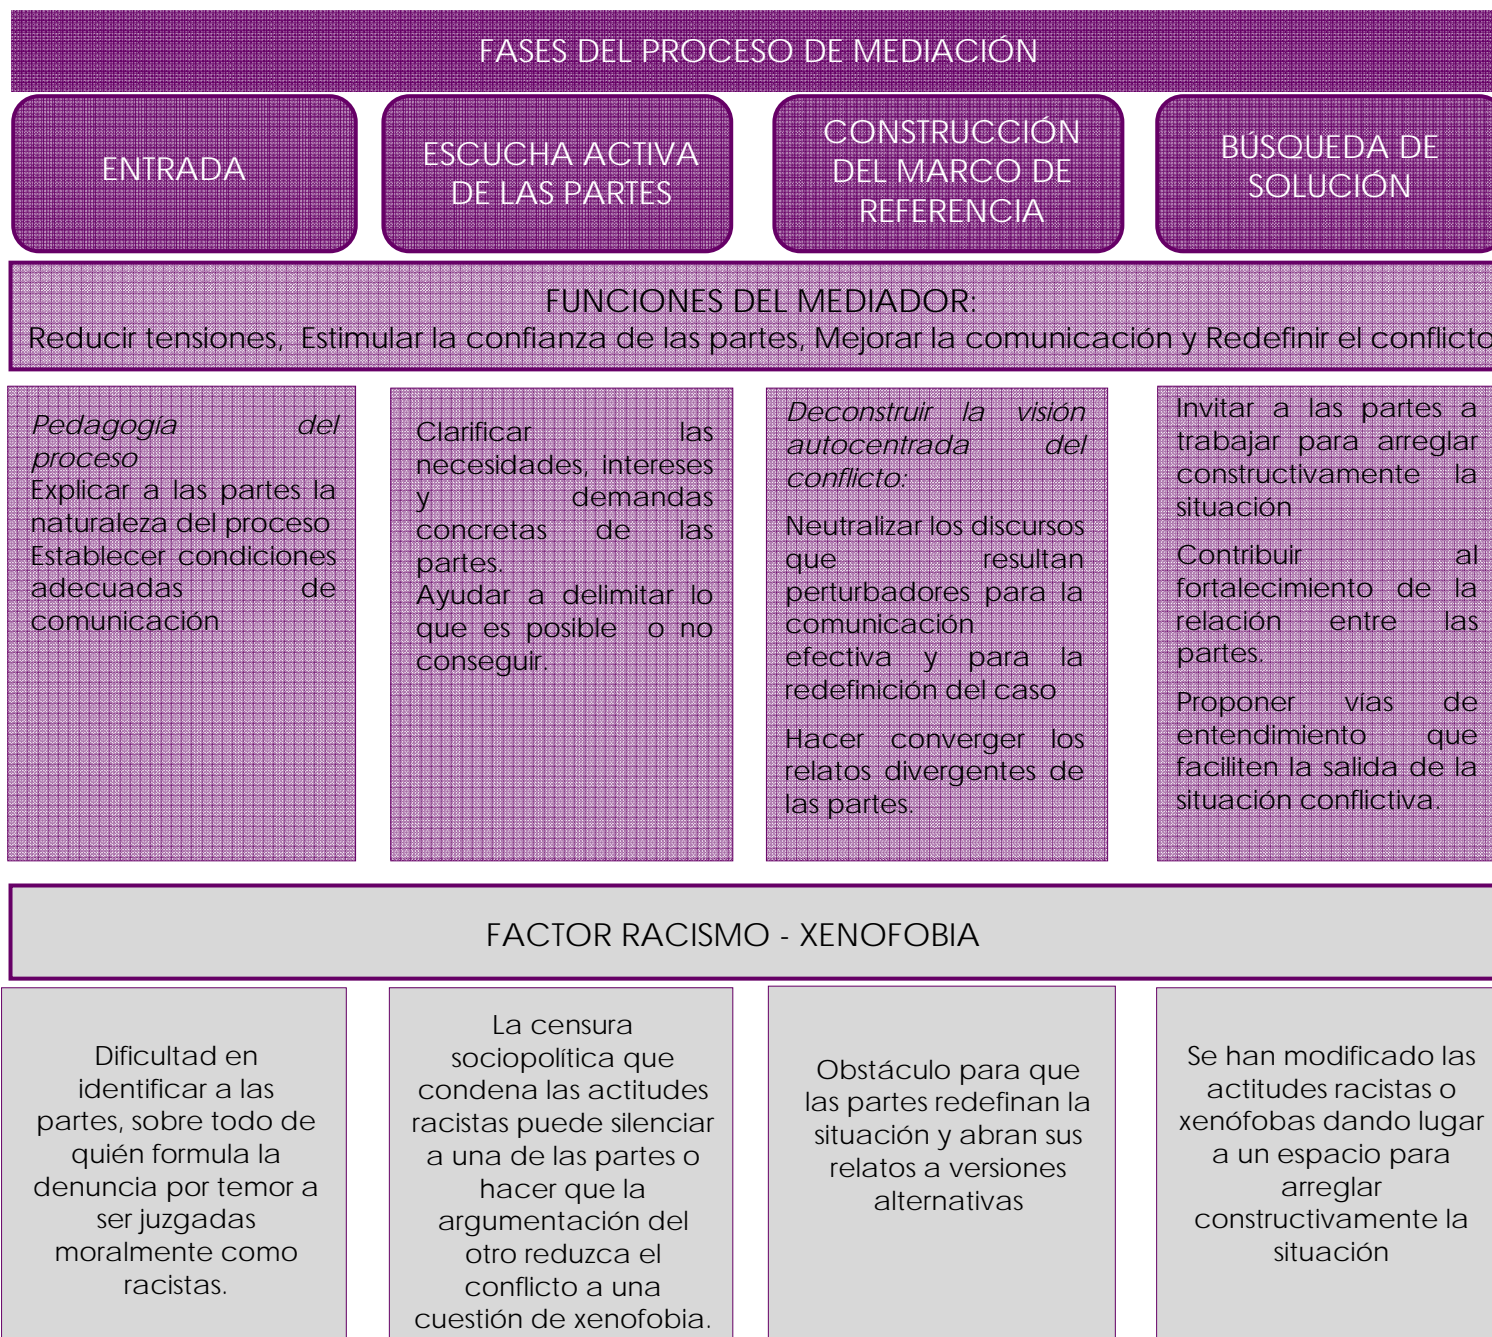 FASES DEL PROCESO DE MEDIACIÓN
ENTRADA
ESCUCHA ACTIVA
DE LAS PARTES
CONSTRUCCIÓN
DEL MARCO DE
REFERENCIA
BÚSQUEDA DE
SOLUCIÓN
FUNCIONES DEL MEDIADOR:
Reducir tensiones, Estimular la confianza de las partes, Mejorar la comunicación y Redefinir el conflicto
Pedagogía del
proceso
Explicar a las partes la
naturaleza del proceso
Establecer condiciones
adecuadas de
comunicación
Clarificar las
necesidades, intereses
y demandas
concretas de las
partes.
Ayudar a delimitar lo
que es posible o no
conseguir.
Deconstruir la visión
autocentrada del
conflicto:
Neutralizar los discursos
que resultan
perturbadores para la
comunicación
efectiva y para la
redefinición del caso
Hacer converger los
relatos divergentes de
las partes.
Invitar a las partes a
trabajar para arreglar
constructivamente la
situación
Contribuir al
fortalecimiento de la
relación entre las
partes.
Proponer vías de
entendimiento que
faciliten la salida de la
situación conflictiva.
FACTOR RACISMO - XENOFOBIA
Dificultad en
identificar a las
partes, sobre todo de
quién formula la
denuncia por temor a
ser juzgadas
moralmente como
racistas.
La censura
sociopolítica que
condena las actitudes
racistas puede silenciar
a una de las partes o
hacer que la
argumentación del
otro reduzca el
conflicto a una
cuestión de xenofobia.
Obstáculo para que
las partes redefinan la
situación y abran sus
relatos a versiones
alternativas
Se han modificado las
actitudes racistas o
xenófobas dando lugar
a un espacio para
arreglar
constructivamente la
situación